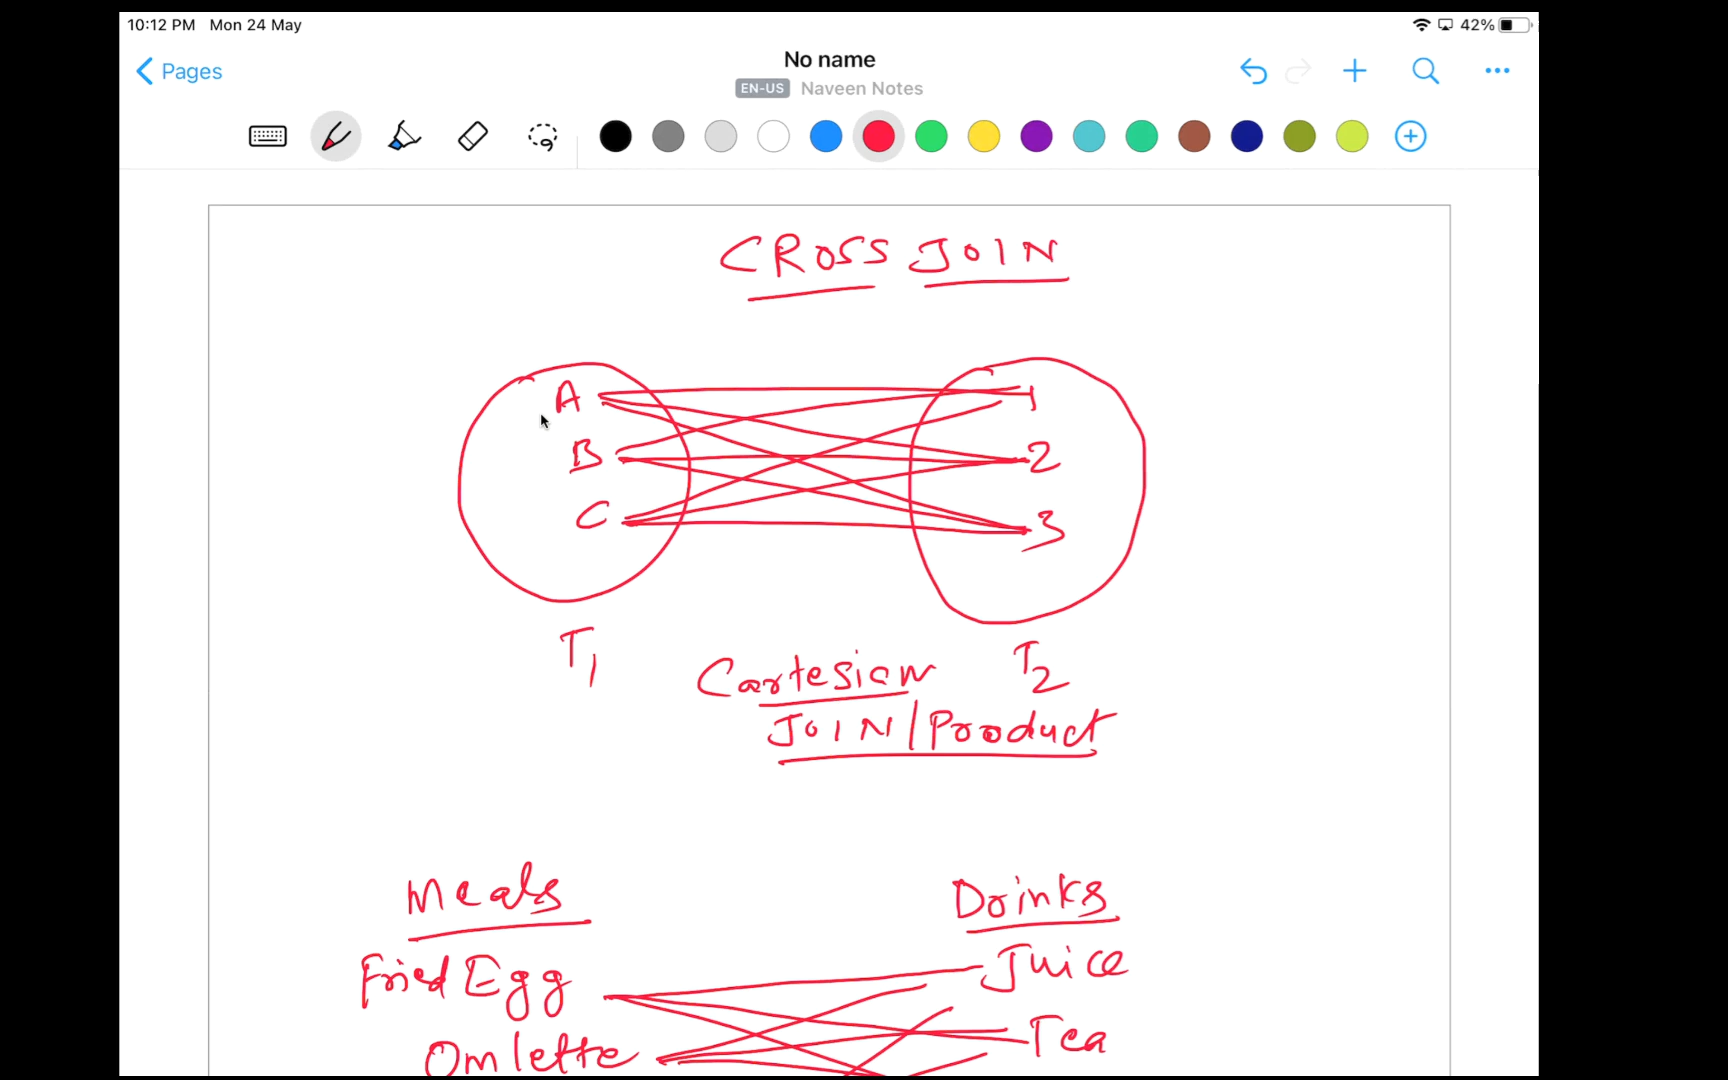 10:12 PM Mon 24 May
42%
Pages
No name
EN-US Naveen Notes
CROSS JOIN
A
1
B
2
C
3
T1
T2
Cartesian
JOIN/Product
Meals
Drinks
Fried Egg
Juice
Omlette
Tea